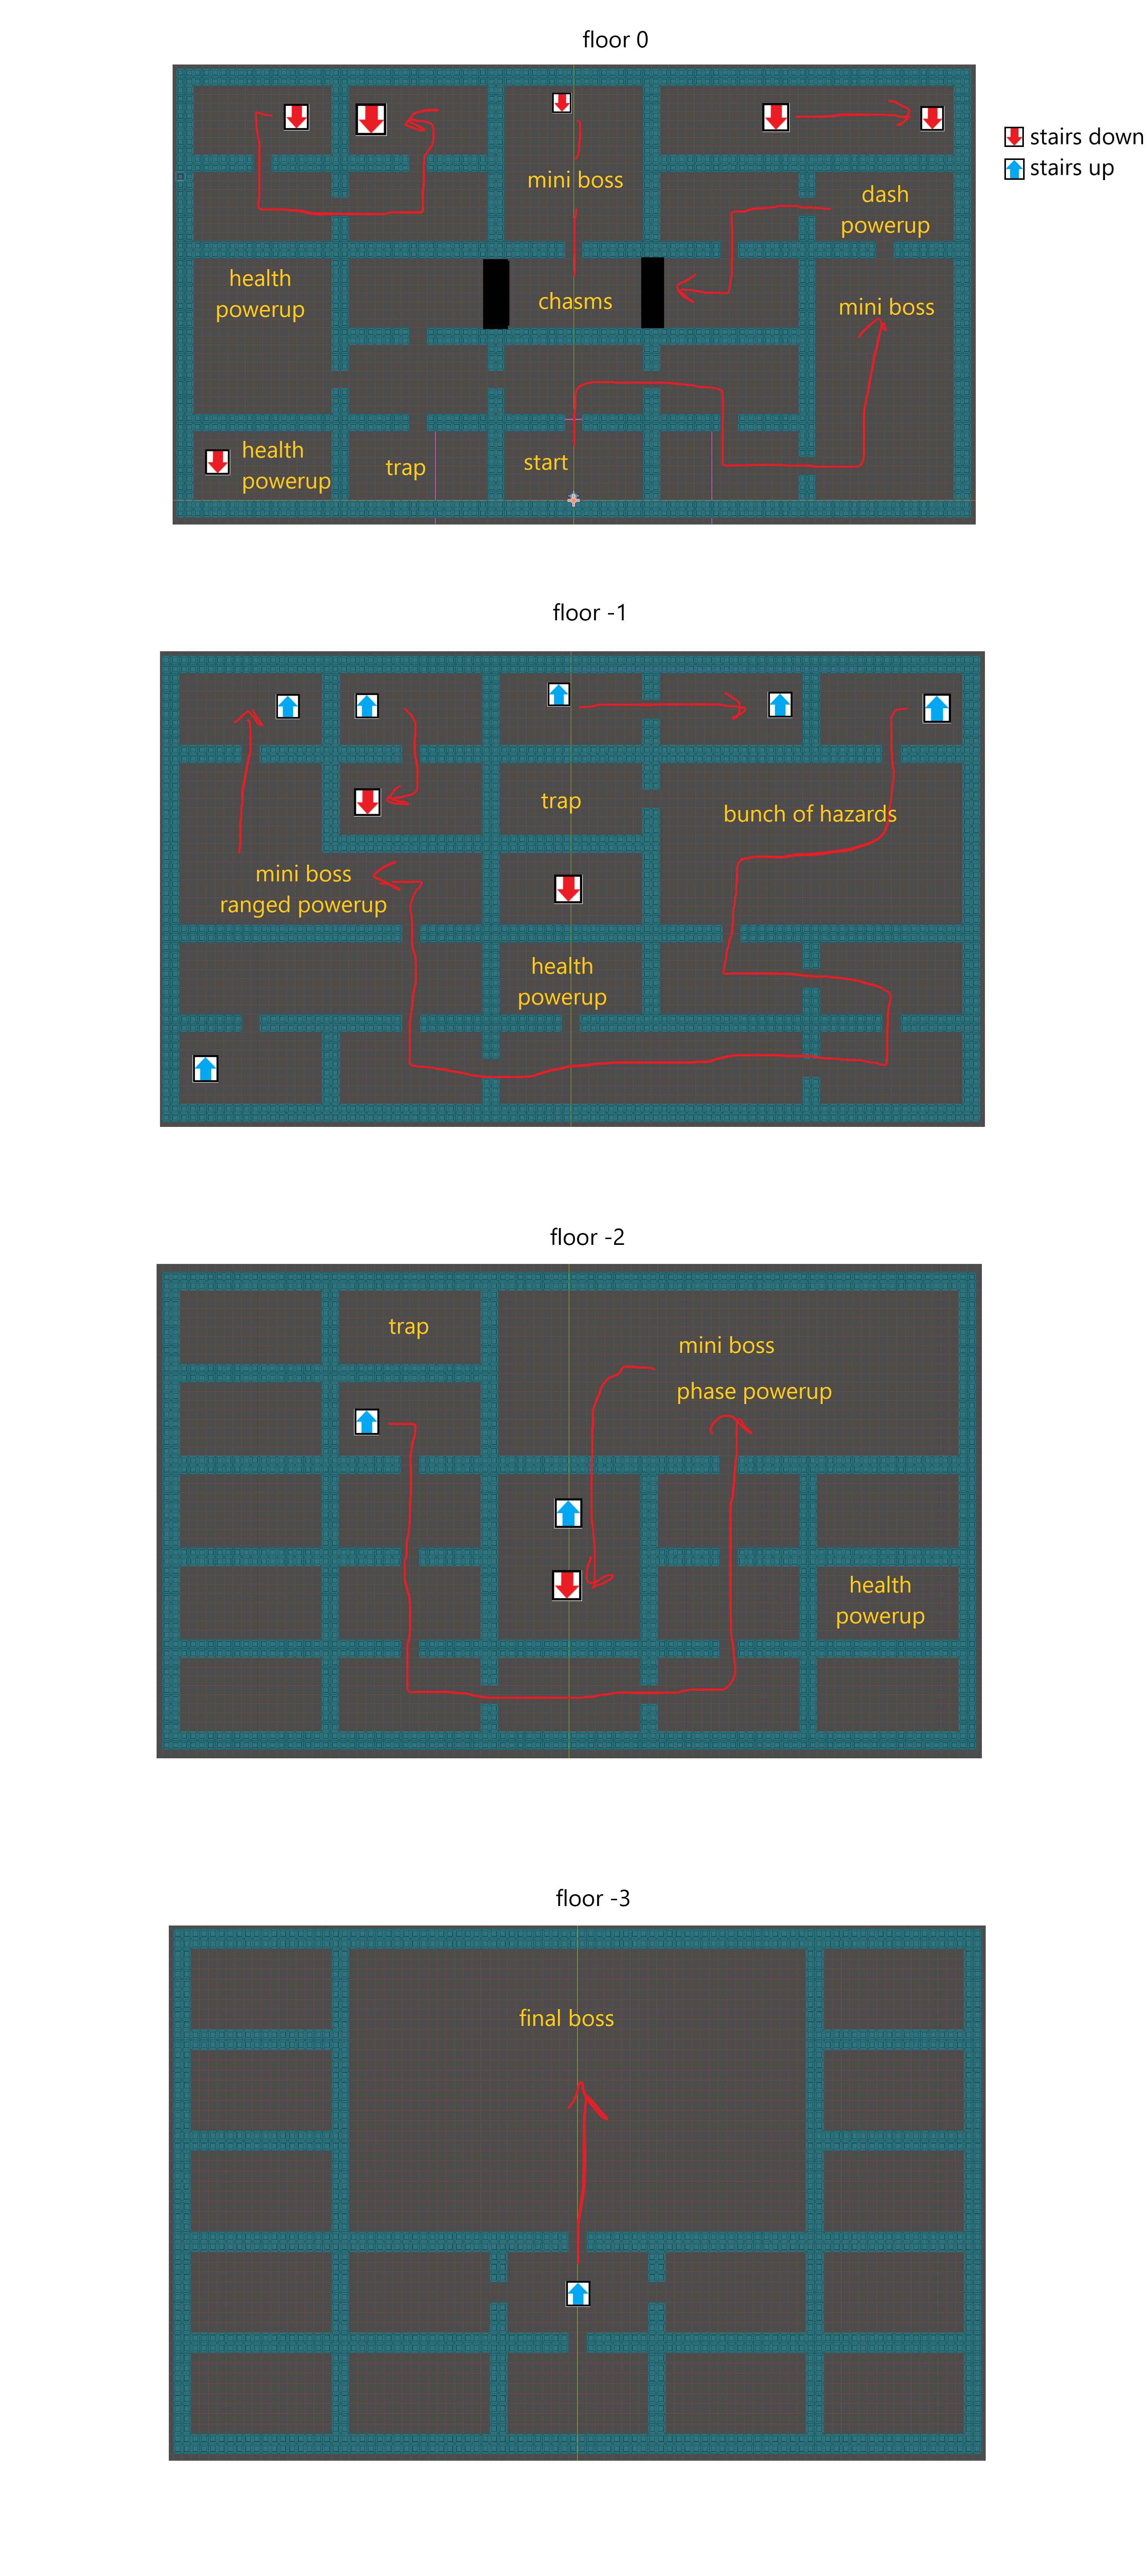 floor 0
stairs down
stairs up
mini boss
dash
powerup
health
powerup
chasms
mini boss
health
powerup
trap
start
floor -1
trap
bunch of hazards
mini boss
ranged powerup
health
powerup
floor -2
trap
mini boss
phase powerup
health
powerup
floor -3
final boss